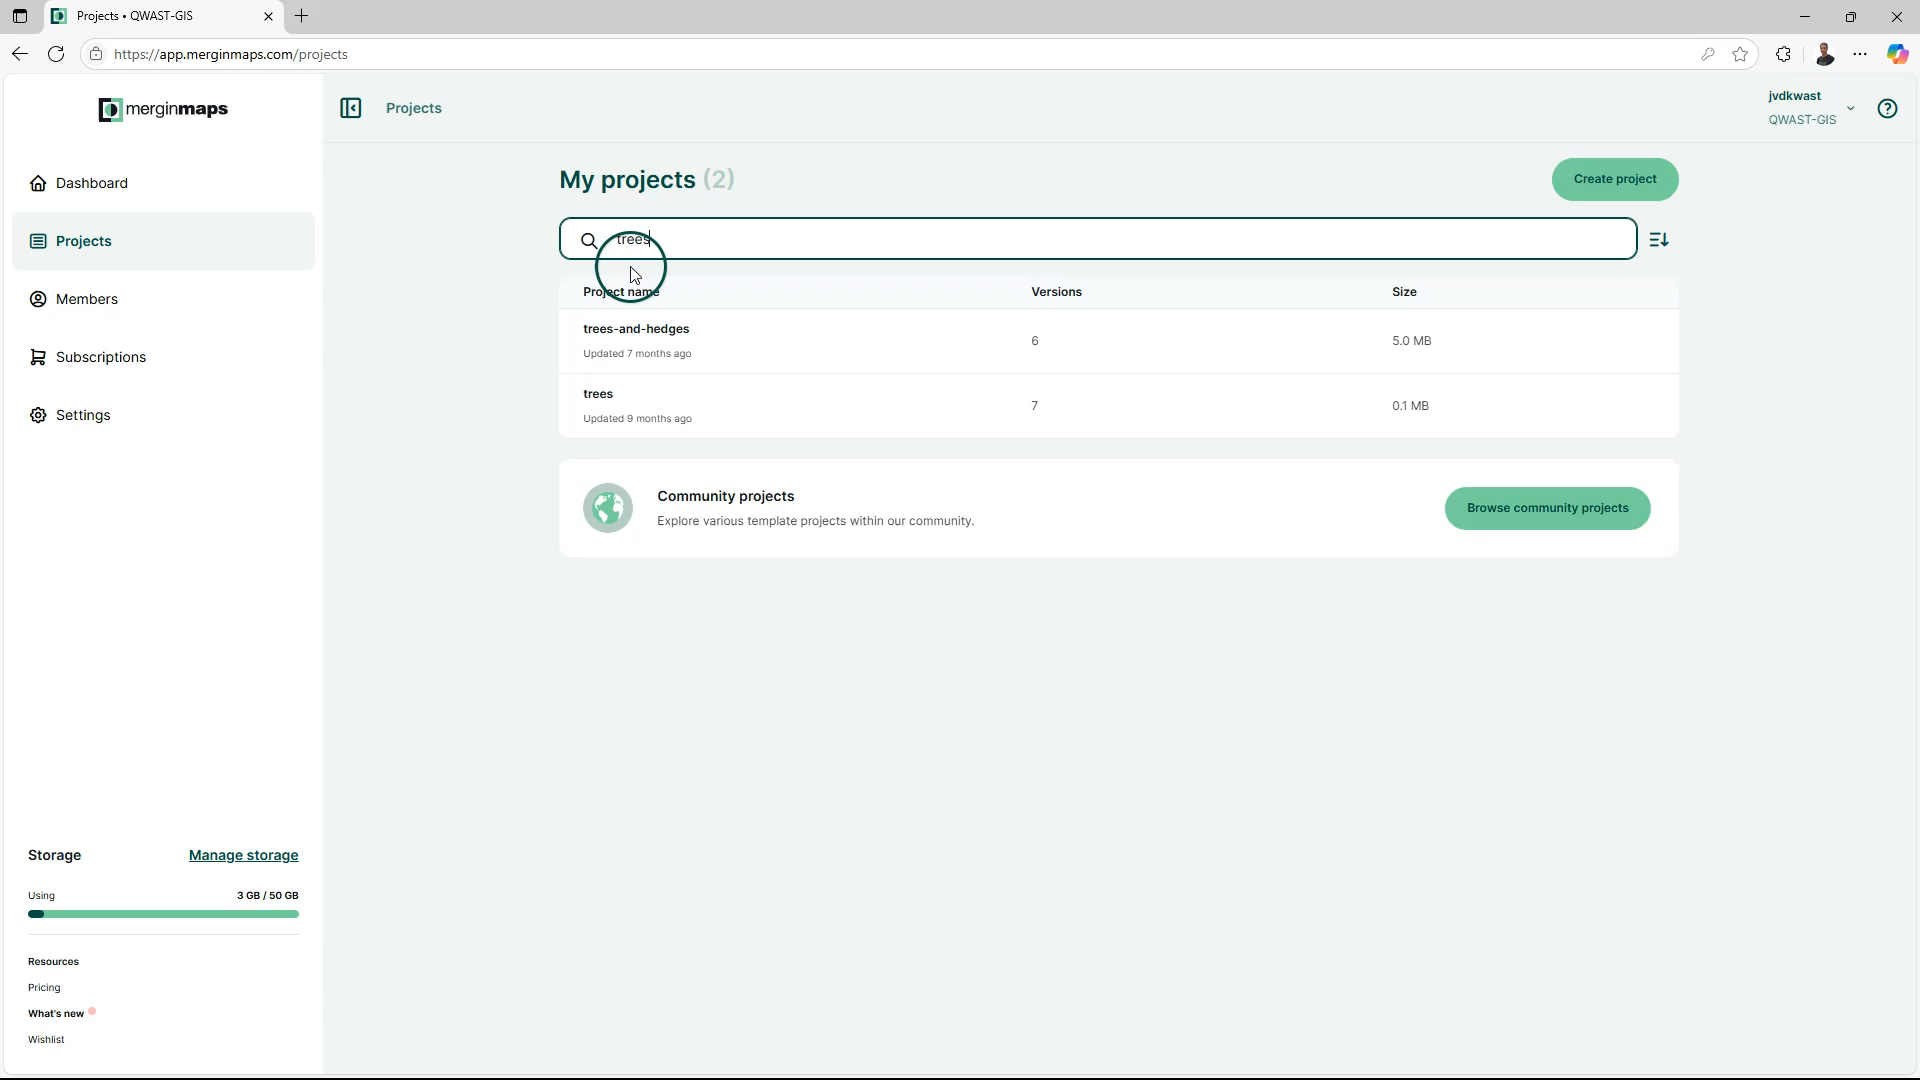 Projects • QWAST-GIS
https://app.merginmaps.com/projects
merginmaps
Projects
jvdkwast
QWAST-GIS
Dashboard
Projects
Members
Subscriptions
Settings
My projects (2)
Create project
trees
Project name
Versions
Size
trees-and-hedges
Updated 7 months ago
6
5.0 MB
trees
Updated 9 months ago
7
0.1 MB
Community projects
Explore various template projects within our community.
Browse community projects
Storage
Manage storage
Using
3 GB / 50 GB
Resources
Pricing
What's new
Wishlist